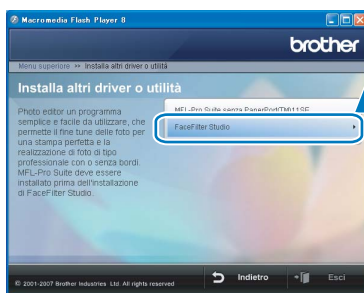 Macromedia Flash Player 8
brother
Menu superiore ›› Installa altri driver o utilità
Installa altri driver o utilità
Photo editor un programma
semplice e facile da utilizzare, che
permette il fine tune delle foto per
una stampa perfetta e la
realizzazione di foto di tipo
professionale con o senza bordi.
MFL-Pro Suite deve essere
installato prima dell'installazione
di FaceFilter Studio.
MFL-Pro Suite senza PaperPort(TM)11SE
FaceFilter Studio
© 2001-2007 Brother Industries Ltd. All rights reserved
Indietro
Esci